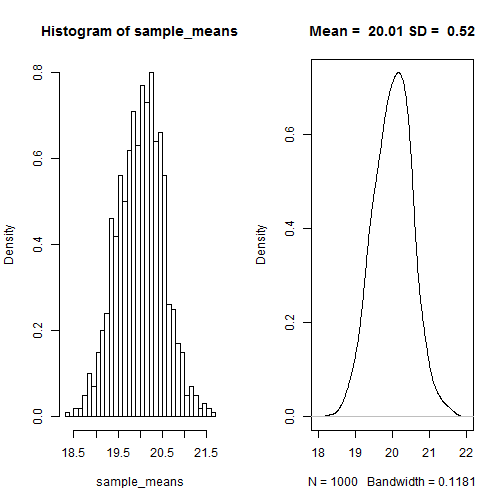 Histogram of sample_means
Density
0.0
0.2
0.4
0.6
0.8
18.5 19.5 20.5 21.5
sample_means
Mean =  20.01 SD =  0.52
Density
0.0
0.2
0.4
0.6
18 19 20 21 22
N = 1000   Bandwidth = 0.1181